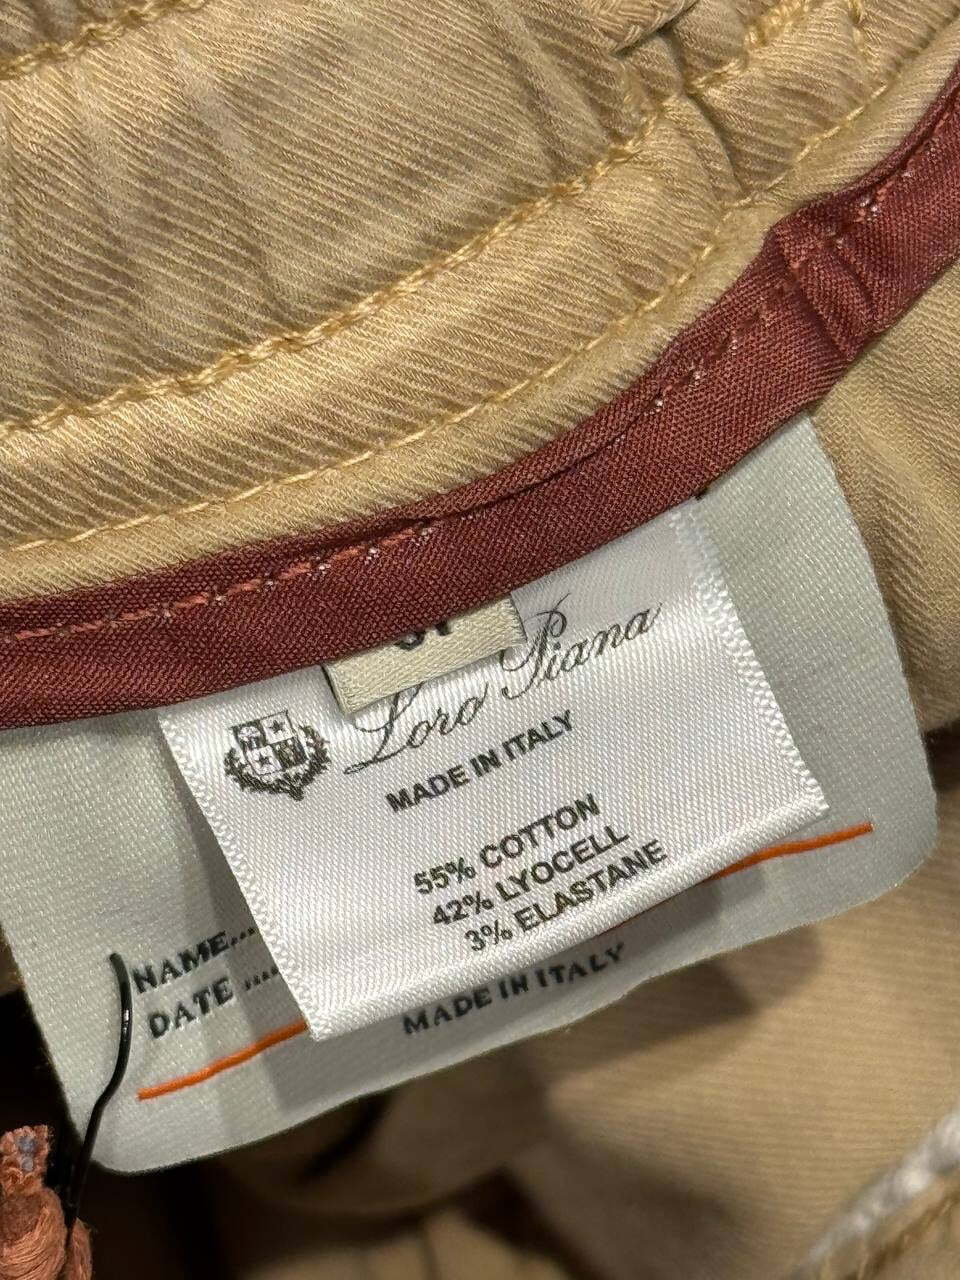 Loro Piana
MADE IN ITALY
55% COTTON
42% LYOCELL
3% ELASTANE
NAME....
DATE .....
MADE IN ITALY